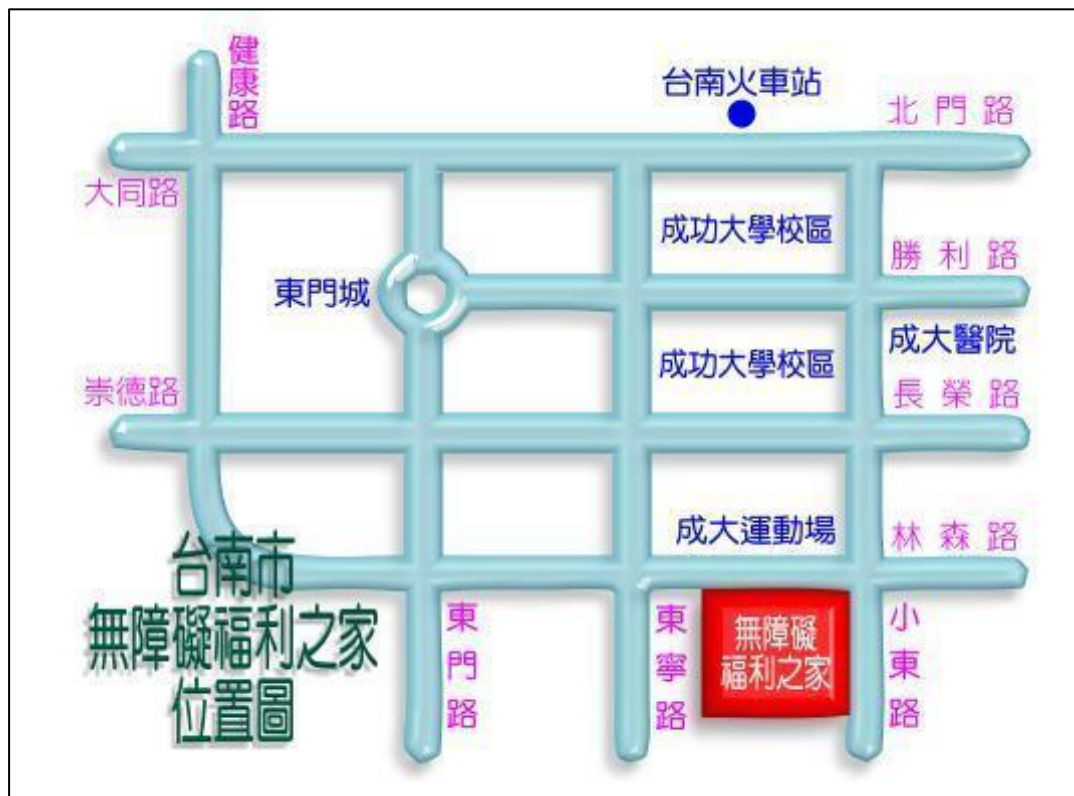 健康路
台南火車站
北門路
大同路
成功大學校區
勝利路
東門城
成大醫院
成功大學校區
崇德路
長榮路
成大運動場
林森路
台南市
無障礙福利之家
位置圖
東門路
東寧路
無障礙
福利之家
小東路